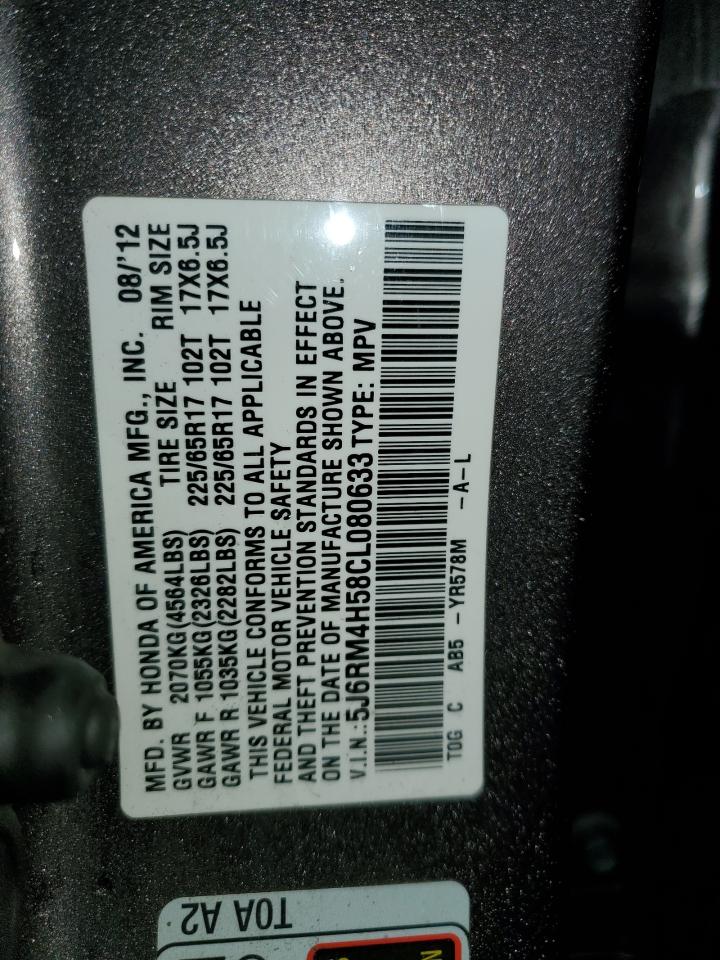 MFD. BY HONDA OF AMERICA MFG., INC. 08/'12
GVWR 2070KG(4564LBS) TIRE SIZE RIM SIZE
GAWR F 1055KG(2326LBS) 225/65R17 102T 17X6.5J
GAWR R 1035KG(2282LBS) 225/65R17 102T 17X6.5J
THIS VEHICLE CONFORMS TO ALL APPLICABLE
FEDERAL MOTOR VEHICLE SAFETY
AND THEFT PREVENTION STANDARDS IN EFFECT
ON THE DATE OF MANUFACTURE SHOWN ABOVE.
V.I.N.:5J6RM4H58CL080633 TYPE: MPV
T0G C AB5 -YR578M -A-L
T0A A2